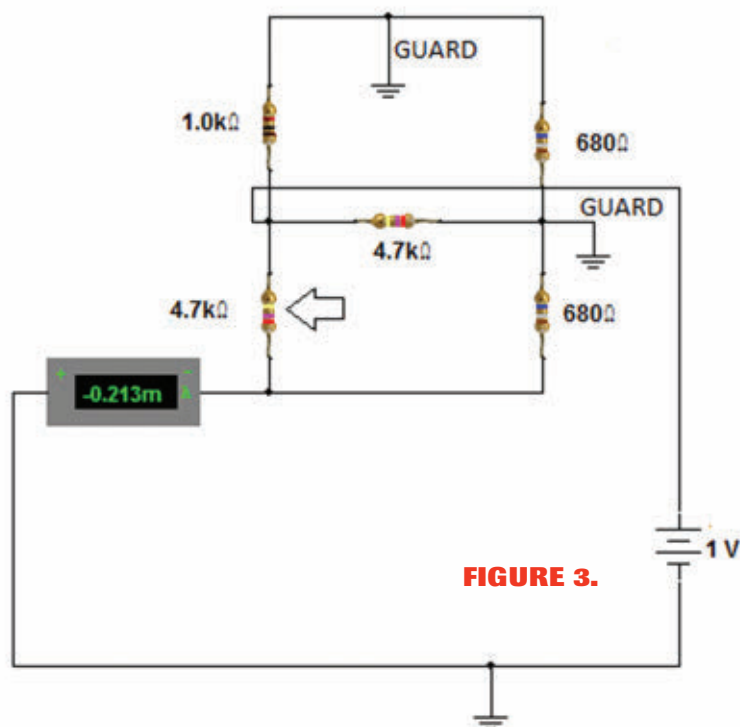 GUARD
1.0kΩ
680Ω
GUARD
4.7kΩ
4.7kΩ
680Ω
+ -
-0.213m
A
1 V
FIGURE 3.